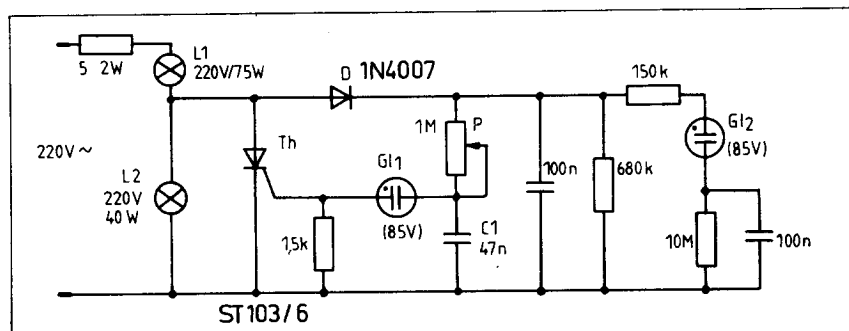 5 2W
L1
220V/75W
D 1N4007
150k
1M P
Gl2
(85V)
220V~
Th
Gl1
100n
680k
L2
220V
40W
1,5k
(85V)
C1
47n
10M
100n
ST103/6